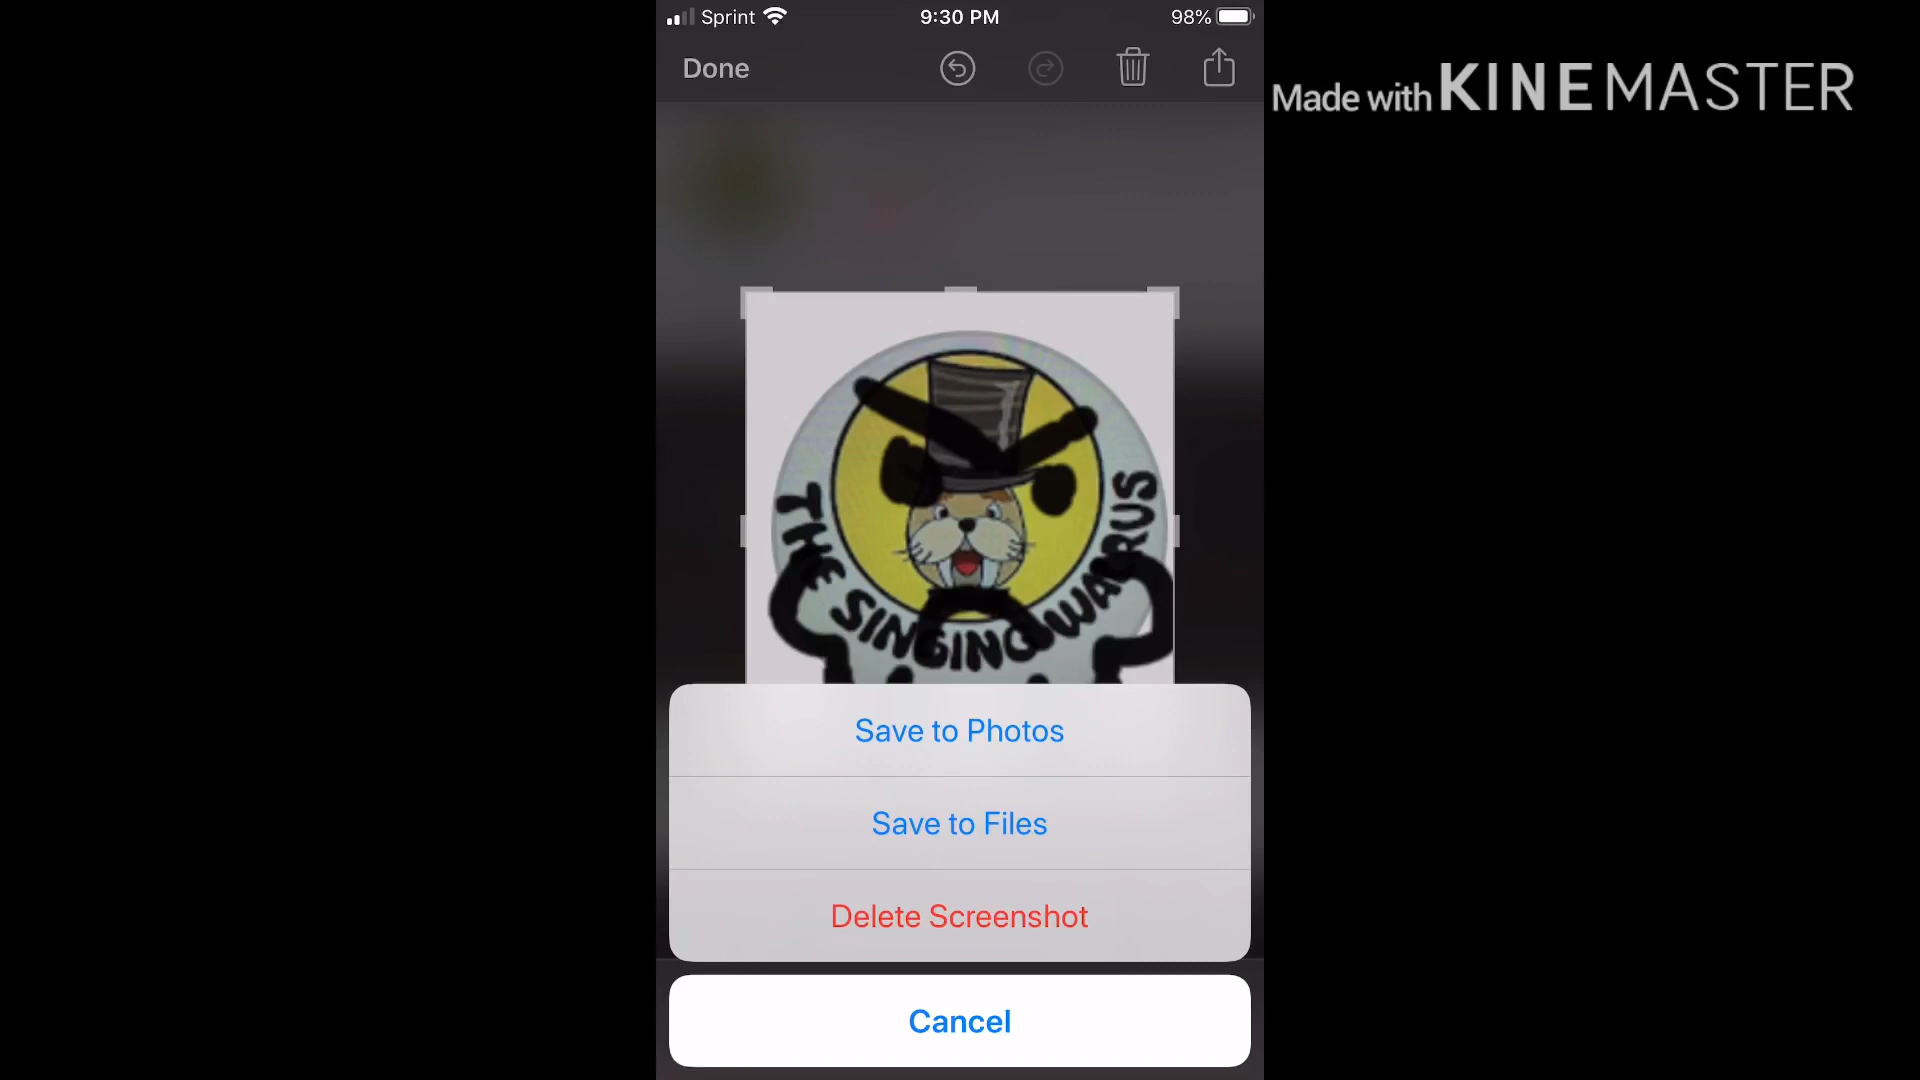 Sprint 9:30 PM 98%
Done
Made with KINEMASTER
THE SINGING WALRUS
Save to Photos
Save to Files
Delete Screenshot
Cancel